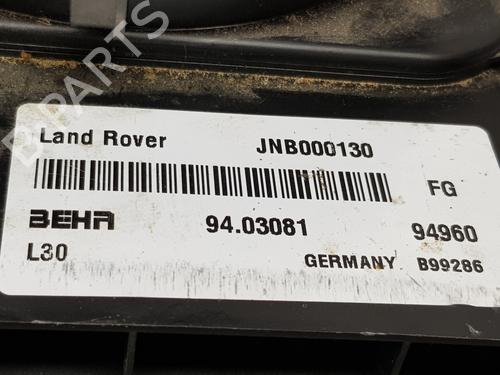 B-PARTS
Land Rover JNB000130
FG
BEHR 94.03081 94960
L30 GERMANY B99286